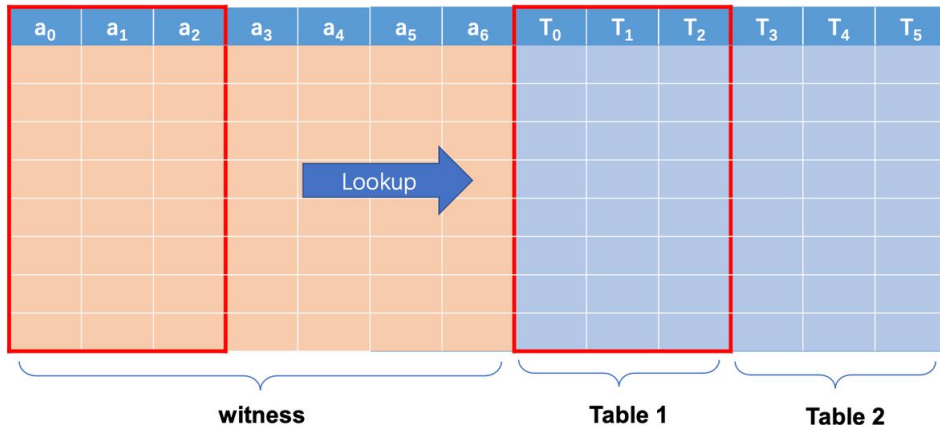 a₀ a₁ a₂ a₃ a₄ a₅ a₆ T₀ T₁ T₂ T₃ T₄ T₅
Lookup
witness Table 1 Table 2